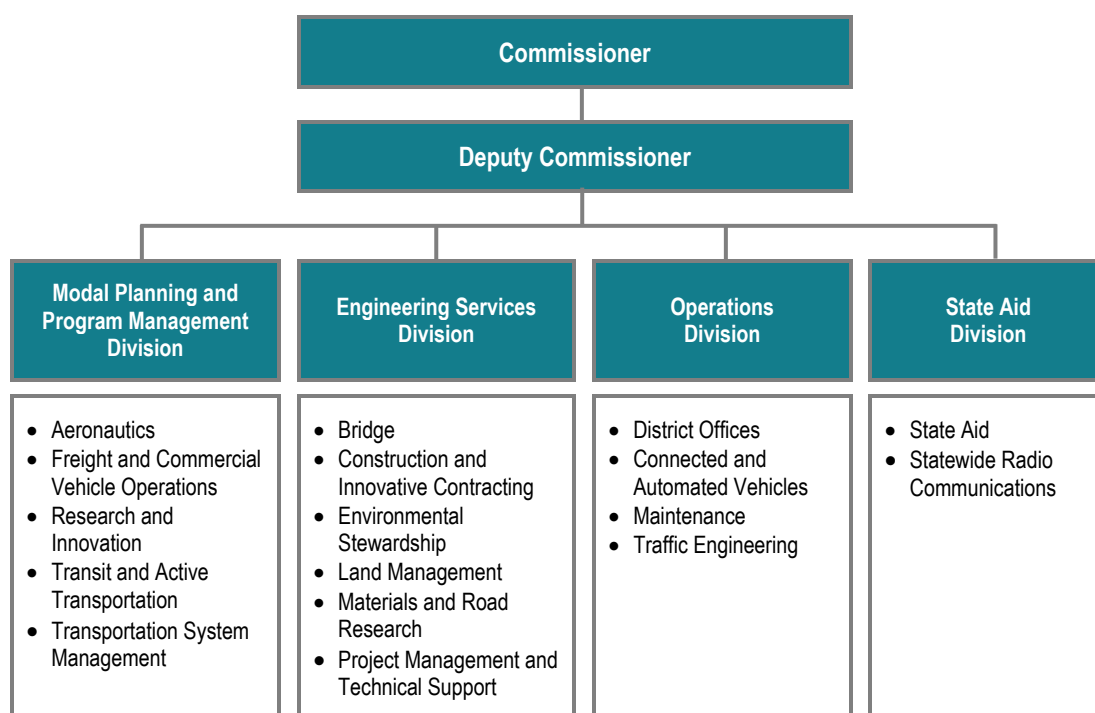 Commissioner
Deputy Commissioner
Modal Planning and
Program Management
Division
Engineering Services
Division
Operations
Division
State Aid
Division
• Aeronautics
• Freight and Commercial
Vehicle Operations
• Research and
Innovation
• Transit and Active
Transportation
• Transportation System
Management
• Bridge
• Construction and
Innovative Contracting
• Environmental
Stewardship
• Land Management
• Materials and Road
Research
• Project Management and
Technical Support
• District Offices
• Connected and
Automated Vehicles
• Maintenance
• Traffic Engineering
• State Aid
• Statewide Radio
Communications